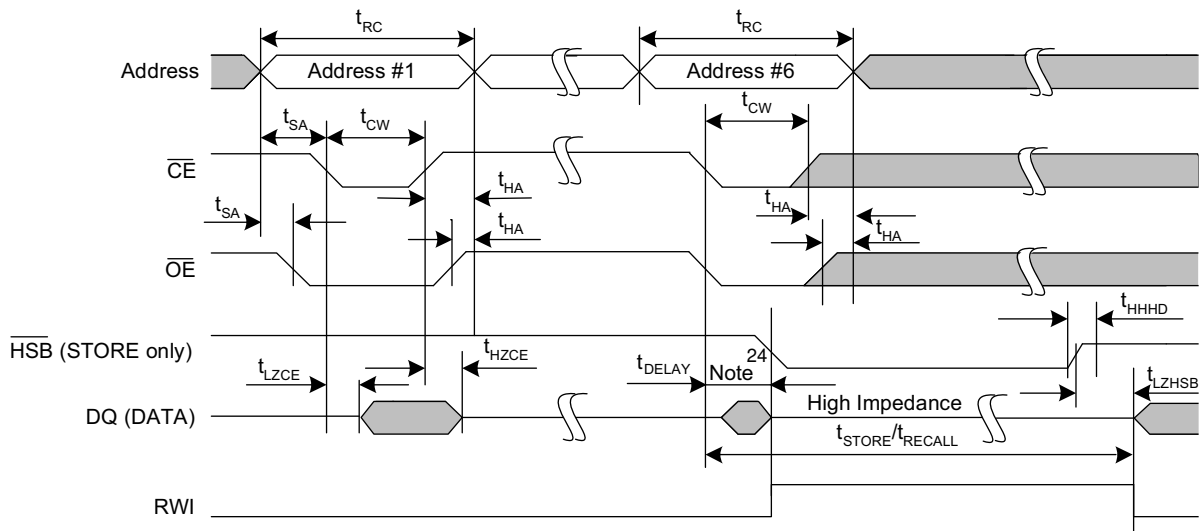 tRC tRC
Address Address #1 Address #6
tCW
tSA tCW
CE
tHA
tSA tHA
tHA tHA
OE
tHHHD
HSB (STORE only)
tHZCE 24
tLZCE tDELAY Note tLZHSB
DQ (DATA) High Impedance
tSTORE/tRECALL
RWI